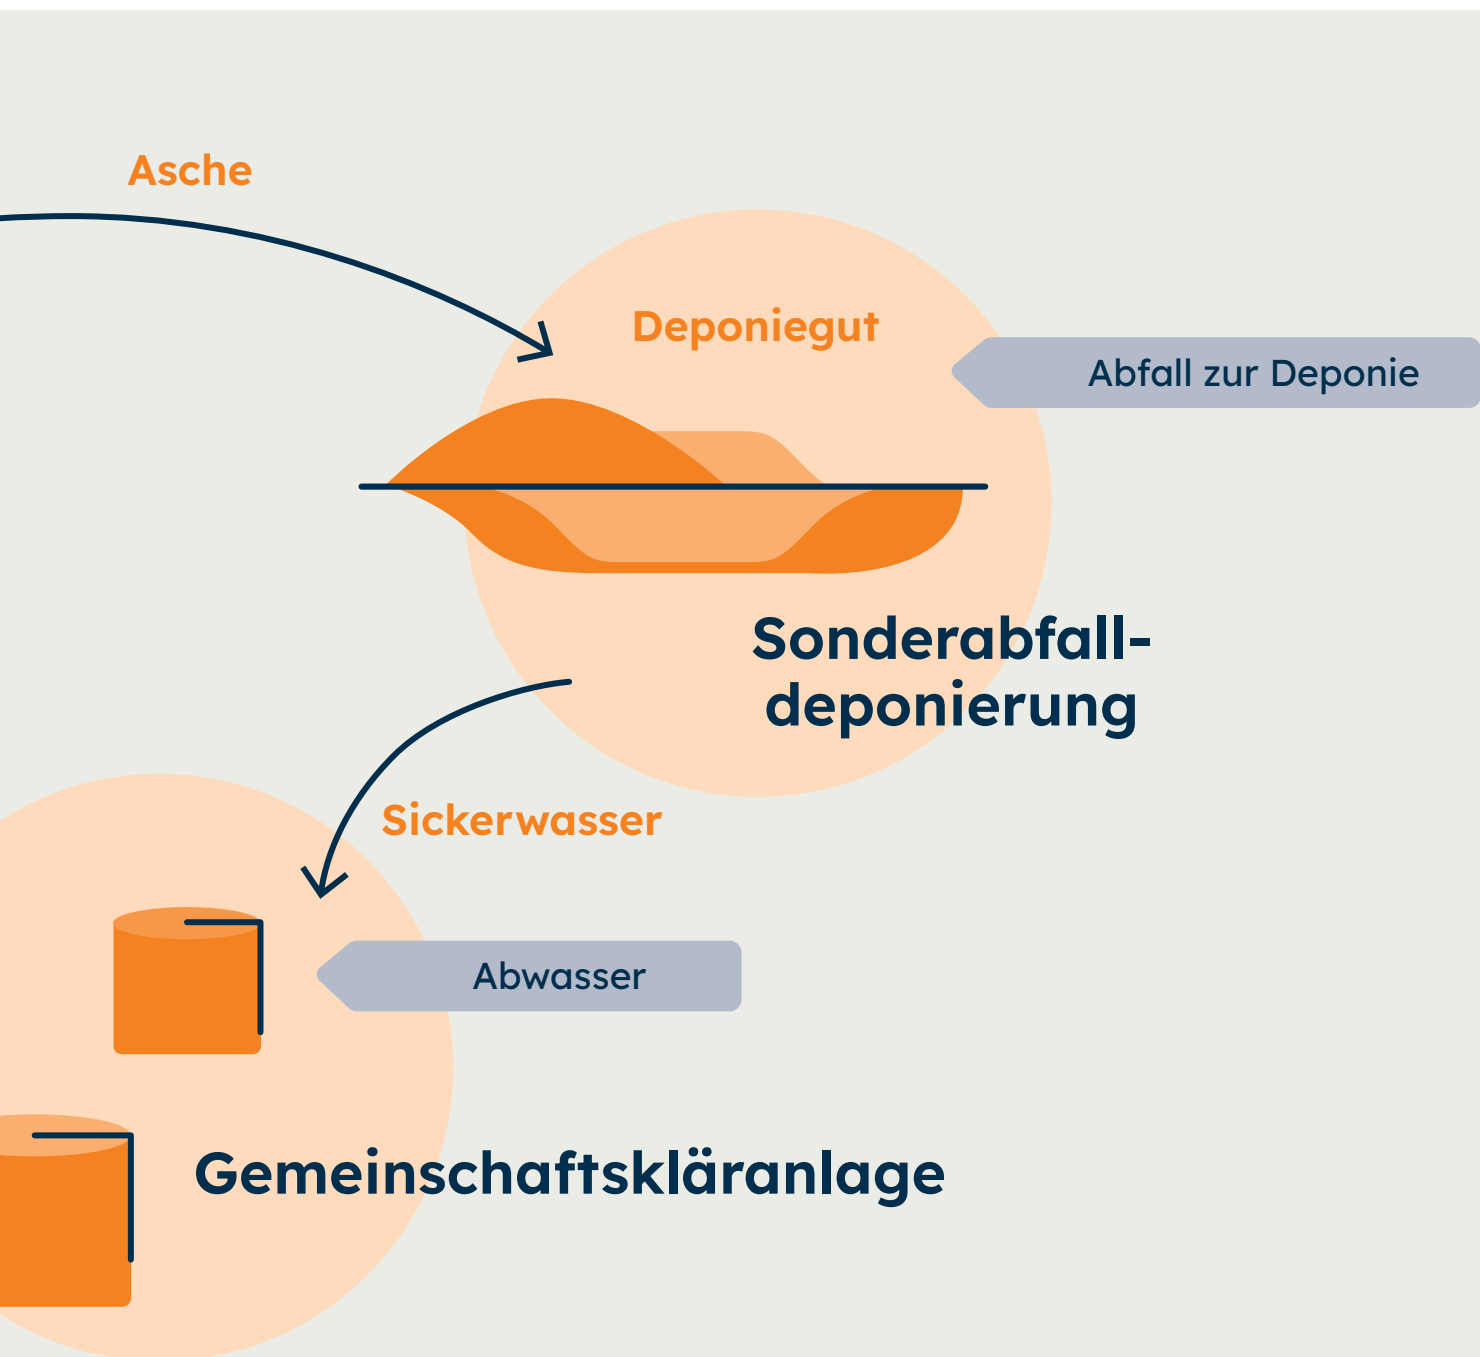 Asche
Deponiegut
Abfall zur Deponie
Sonderabfall-
deponierung
Sickerwasser
Abwasser
Gemeinschaftskläranlage